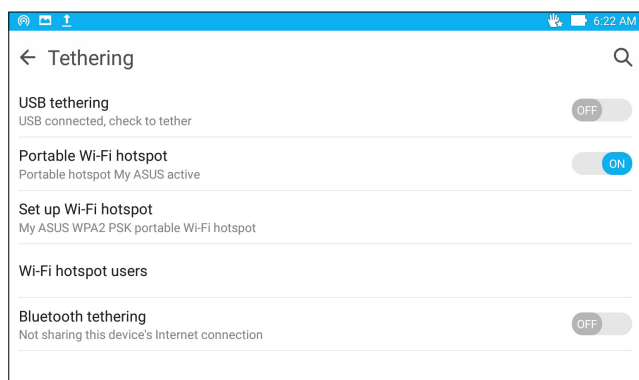 6:22 AM
Tethering
USB tethering
OFF
USB connected, check to tether
Portable Wi-Fi hotspot
ON
Portable hotspot My ASUS active
Set up Wi-Fi hotspot
My ASUS WPA2 PSK portable Wi-Fi hotspot
Wi-Fi hotspot users
Bluetooth tethering
OFF
Not sharing this device's Internet connection